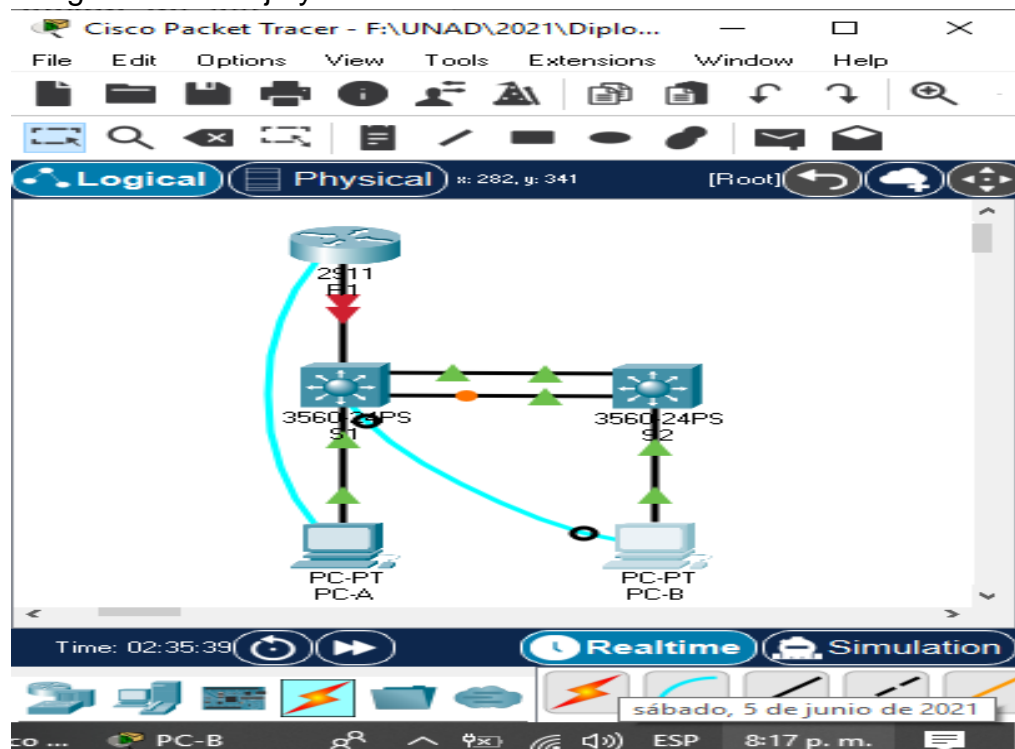 Cisco Packet Tracer - F:\UNAD\2021\Diplo...
File Edit Options View Tools Extensions Window Help
Logical Physical x: 282, y: 341 [Root]
2911
R1
3560-24PS 3560-24PS
S1 S2
PC-PT PC-PT
PC-A PC-B
Time: 02:35:39 Realtime Simulation
sábado, 5 de junio de 2021
co ... PC-B ESP 8:17 p. m.